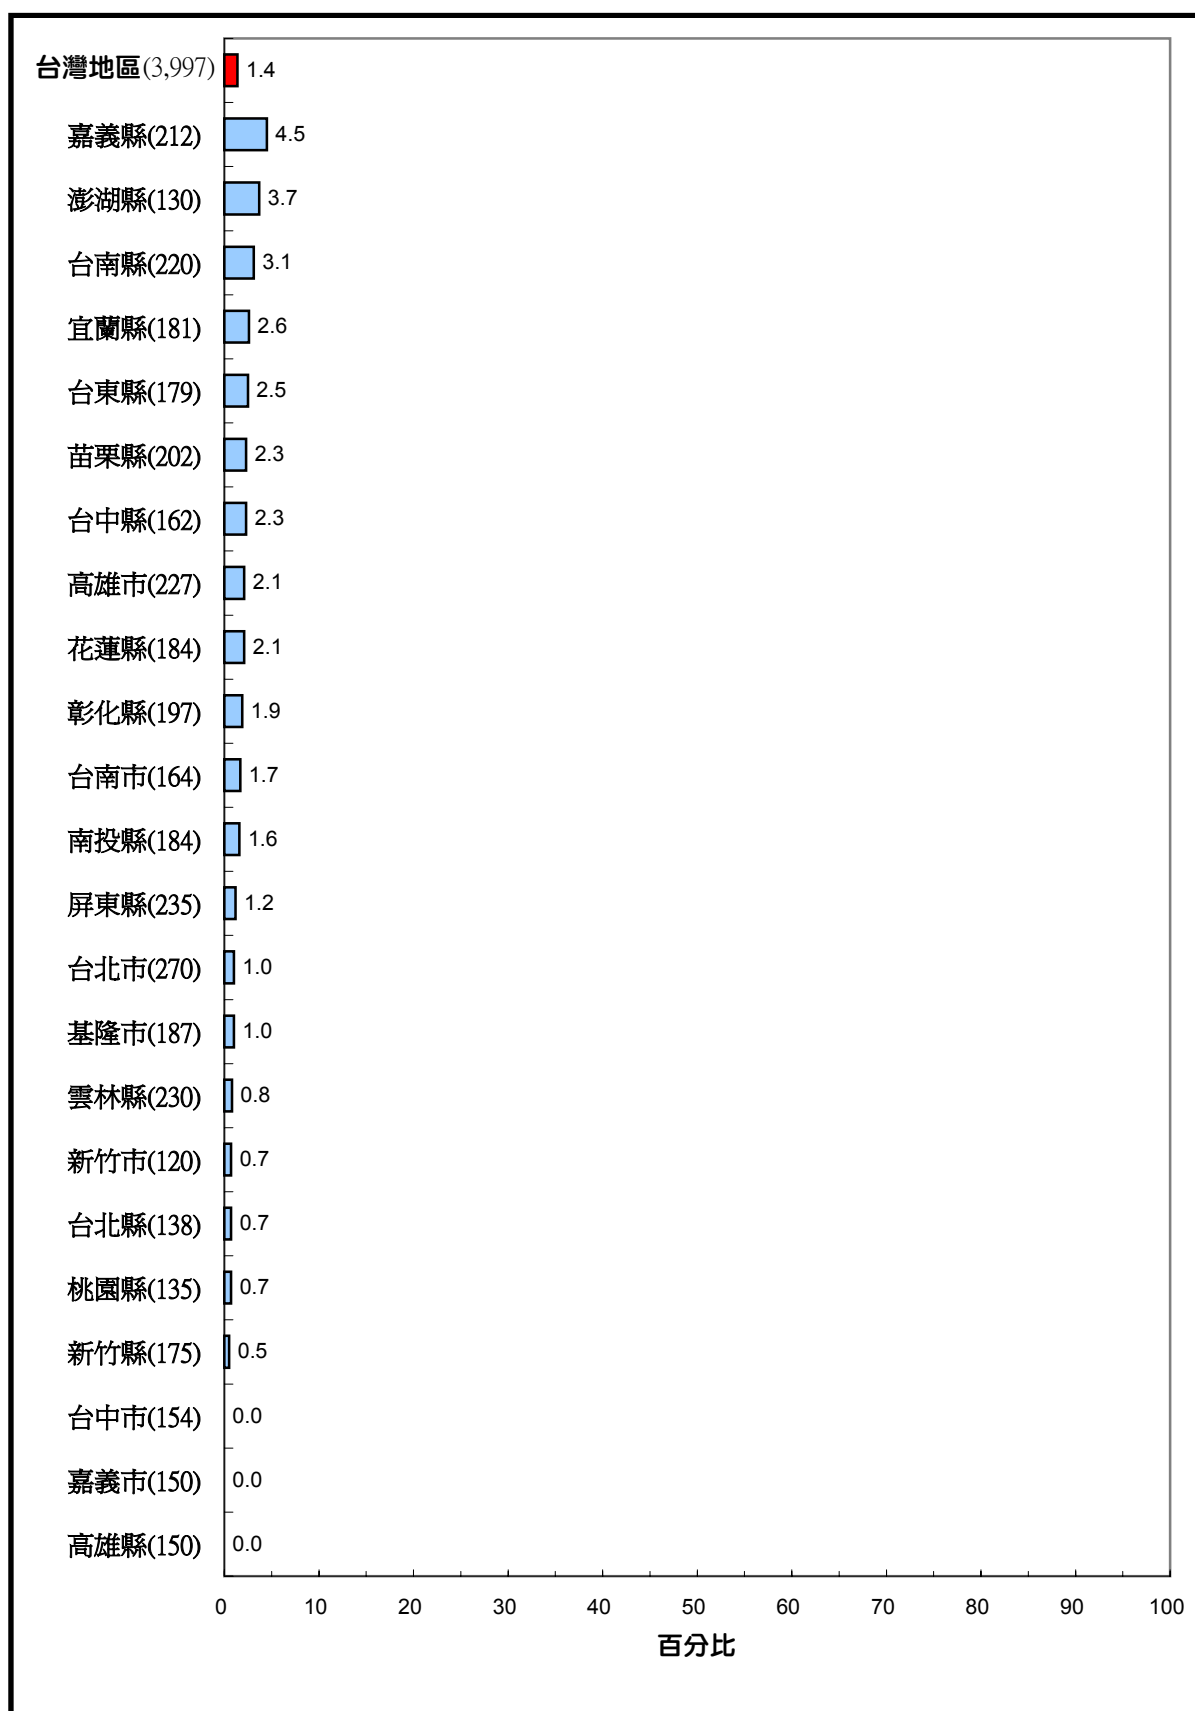 台灣地區(3,997) 1.4
嘉義縣(212) 4.5
澎湖縣(130) 3.7
台南縣(220) 3.1
宜蘭縣(181) 2.6
台東縣(179) 2.5
苗栗縣(202) 2.3
台中縣(162) 2.3
高雄市(227) 2.1
花蓮縣(184) 2.1
彰化縣(197) 1.9
台南市(164) 1.7
南投縣(184) 1.6
屏東縣(235) 1.2
台北市(270) 1.0
基隆市(187) 1.0
雲林縣(230) 0.8
新竹市(120) 0.7
台北縣(138) 0.7
桃園縣(135) 0.7
新竹縣(175) 0.5
台中市(154) 0.0
嘉義市(150) 0.0
高雄縣(150) 0.0
0 10 20 30 40 50 60 70 80 90 100
百分比